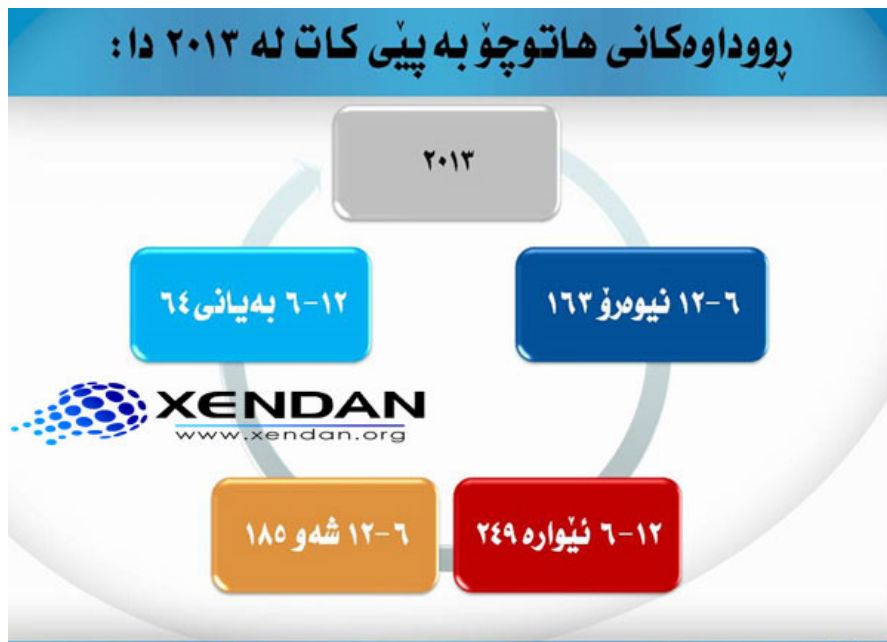 ڕووداوەکانی هاتوچۆ بە پێی کات لە ٢٠١٣ دا:
٢٠١٣
٦-١٢ نیوەرۆ ١٦٣
١٢-٦ بەیانی ٦٤
XENDAN
www.xendan.org
١٢-٦ ئێوارە ٢٤٩
٦-١٢ شەو ١٨٥